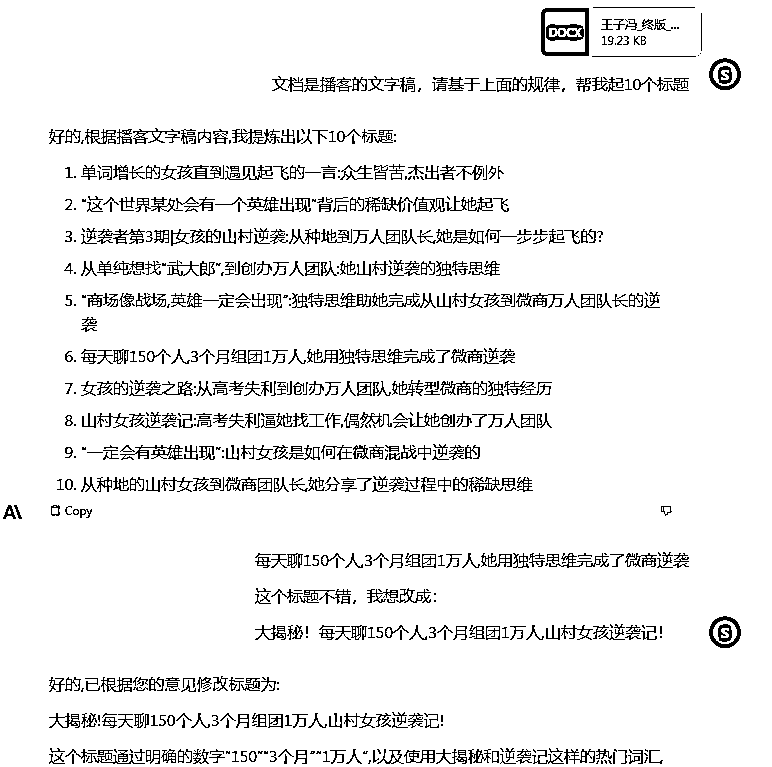 DOCX
王子冯_终版_...
19.23 KB
文档是播客的文字稿，请基于上面的规律，帮我起10个标题
好的,根据播客文字稿内容,我提炼出以下10个标题:
1. 单词增长的女孩直到遇见起飞的一言:众生皆苦,杰出者不例外
2. "这个世界某处会有一个英雄出现"背后的稀缺价值观让她起飞
3. 逆袭者第3期|女孩的山村逆袭:从种地到万人团队长,她是如何一步步起飞的?
4. 从单纯想找"武大郎",到创办万人团队:她山村逆袭的独特思维
5. "商场像战场,英雄一定会出现":独特思维助她完成从山村女孩到微商万人团队长的逆
袭
6. 每天聊150个人,3个月组团1万人,她用独特思维完成了微商逆袭
7. 女孩的逆袭之路:从高考失利到创办万人团队,她转型微商的独特经历
8. 山村女孩逆袭记:高考失利逼她找工作,偶然机会让她创办了万人团队
9. "一定会有英雄出现":山村女孩是如何在微商混战中逆袭的
10. 从种地的山村女孩到微商团队长,她分享了逆袭过程中的稀缺思维
A\
Copy
每天聊150个人,3个月组团1万人,她用独特思维完成了微商逆袭
这个标题不错，我想改成：
大揭秘！每天聊150个人,3个月组团1万人,山村女孩逆袭记！
S
好的,已根据您的意见修改标题为:
大揭秘!每天聊150个人,3个月组团1万人,山村女孩逆袭记!
这个标题通过明确的数字"150""3个月""1万人",以及使用大揭秘和逆袭记这样的热门词汇,